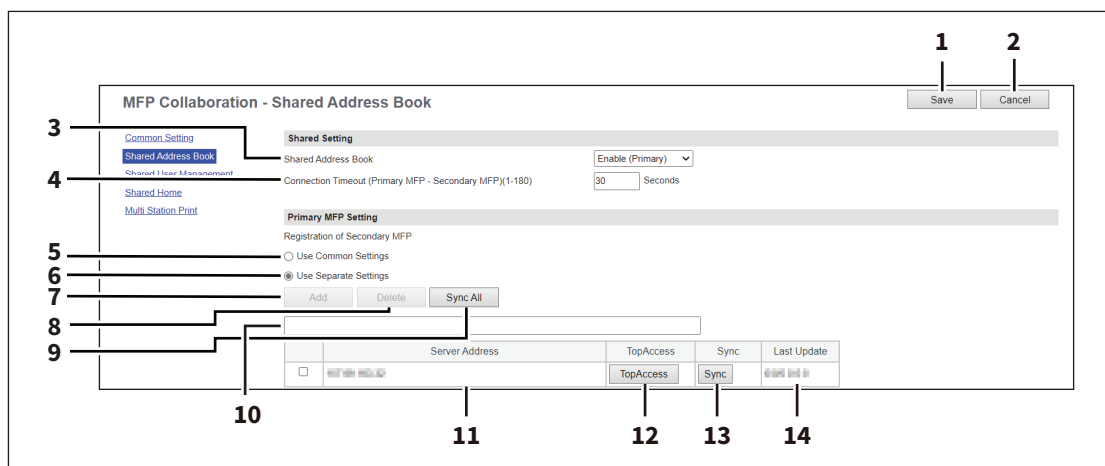 1 2
MFP Collaboration - Shared Address Book Save Cancel
3
Common Setting Shared Setting
Shared Address Book Shared Address Book Enable (Primary)
4 Shared User Management Connection Timeout (Primary MFP - Secondary MFP)(1-180) 30 Seconds
Shared Home
Multi Station Print Primary MFP Setting
Registration of Secondary MFP
5 Use Common Settings
6 Use Separate Settings
7 Add Delete Sync All
8
9
Server Address TopAccess Sync Last Update
TopAccess Sync
10 11 12 13 14